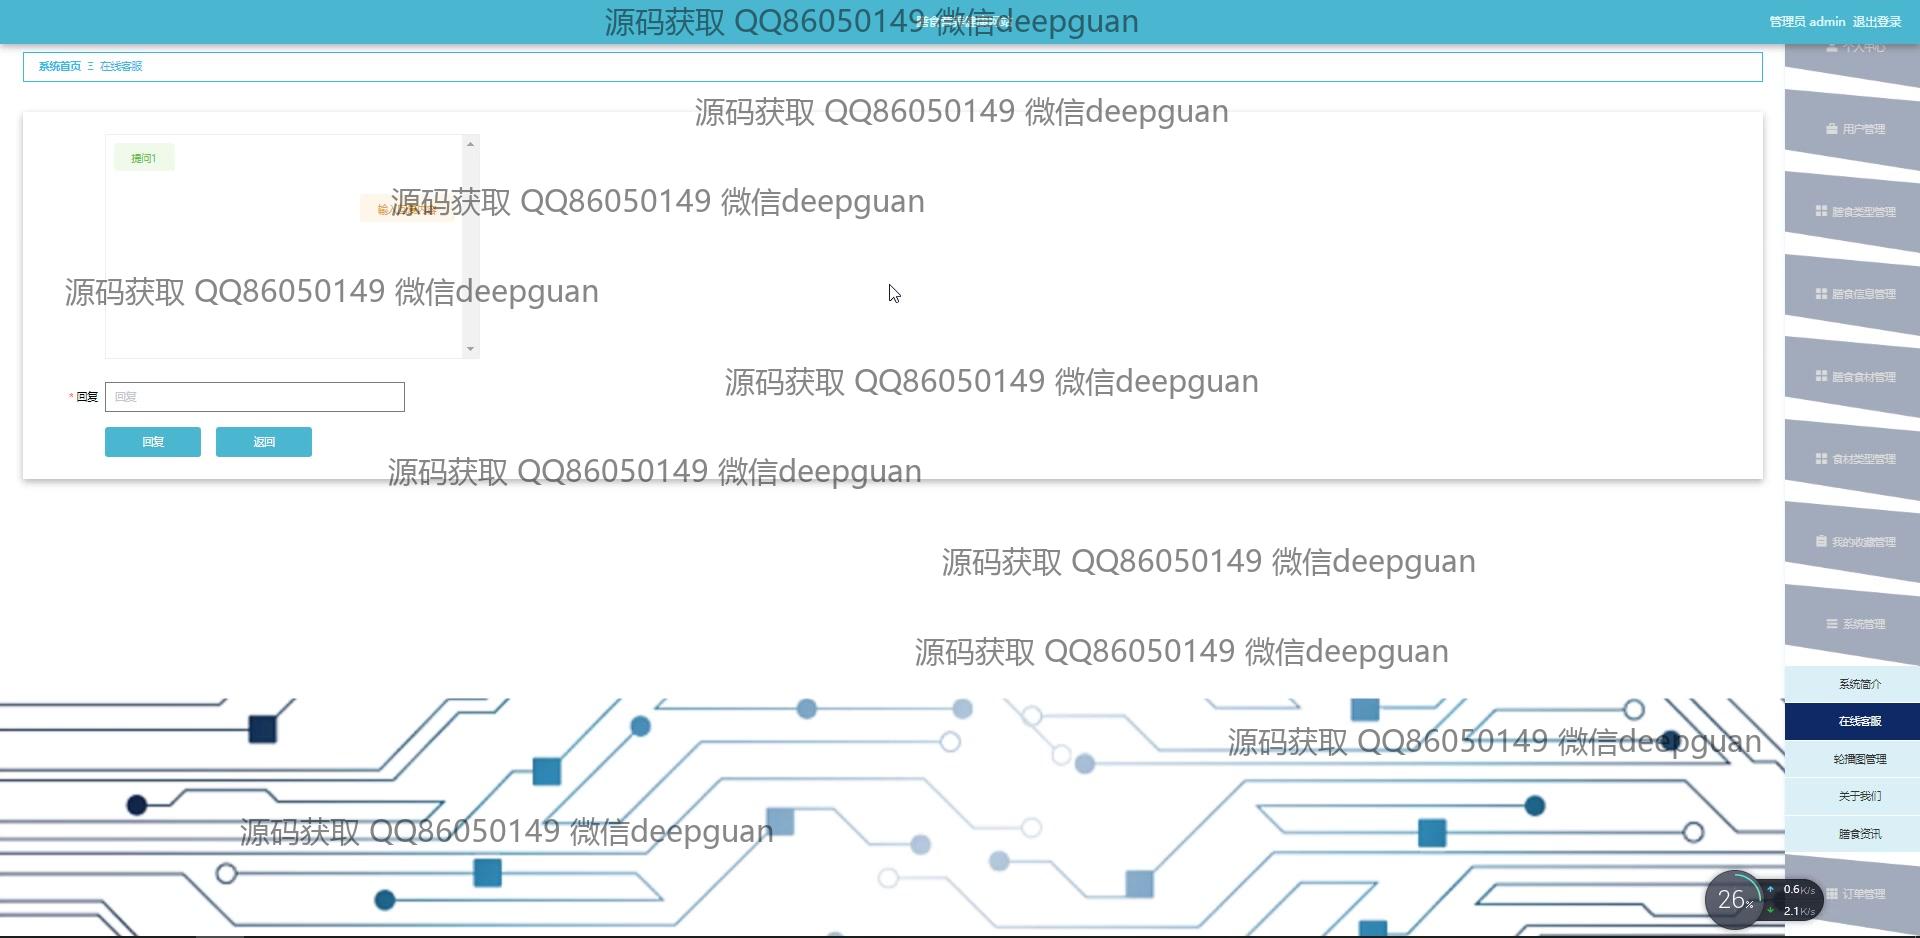 源码获取 QQ86050149 微信deepguan
管理员 admin 退出登录
系统首页 Ξ 在线客服
个人中心
源码获取 QQ86050149 微信deepguan
用户管理
提问1
源码获取 QQ86050149 微信deepguan
膳食类型管理
源码获取 QQ86050149 微信deepguan
膳食信息管理
源码获取 QQ86050149 微信deepguan
膳食食材管理
* 回复 回复
回复 返回
食材类型管理
源码获取 QQ86050149 微信deepguan
我的收藏管理
源码获取 QQ86050149 微信deepguan
系统管理
源码获取 QQ86050149 微信deepguan
系统简介
在线客服
源码获取 QQ86050149 微信deepguan
轮播图管理
关于我们
源码获取 QQ86050149 微信deepguan
膳食资讯
订单管理
26%
0.6K/s
2.1K/s